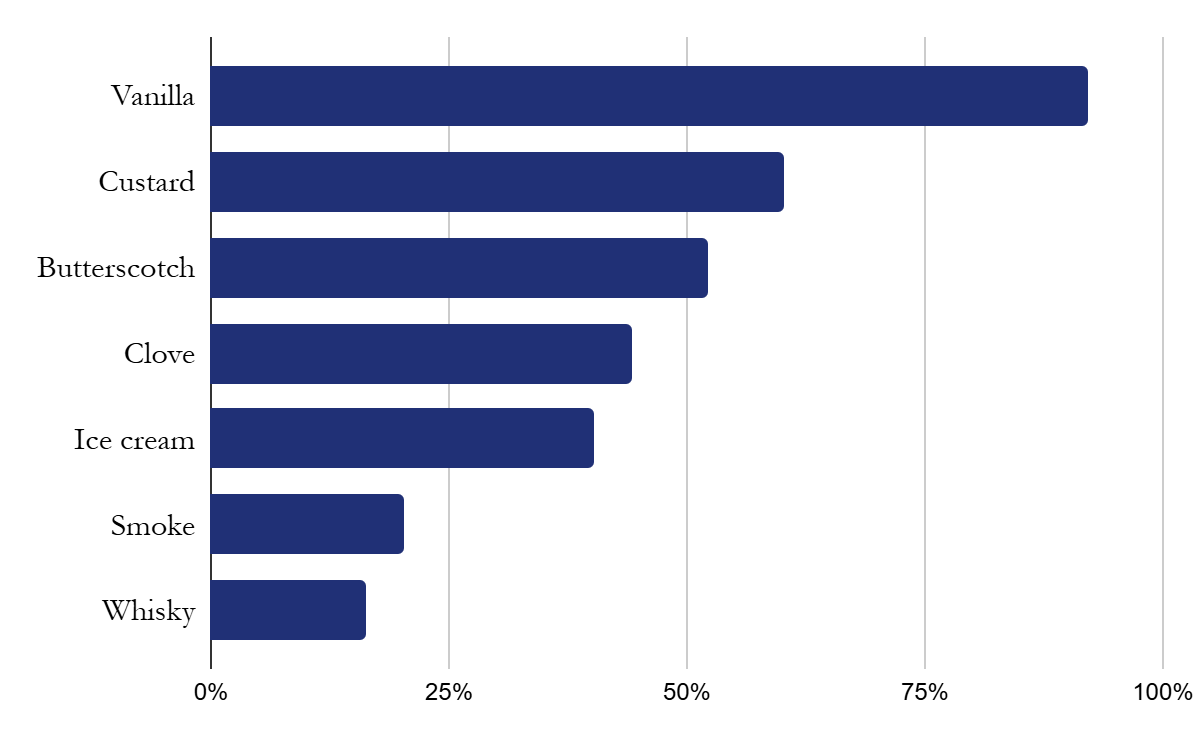 Vanilla
Custard
Butterscotch
Clove
Ice cream
Smoke
Whisky
0% 25% 50% 75% 100%